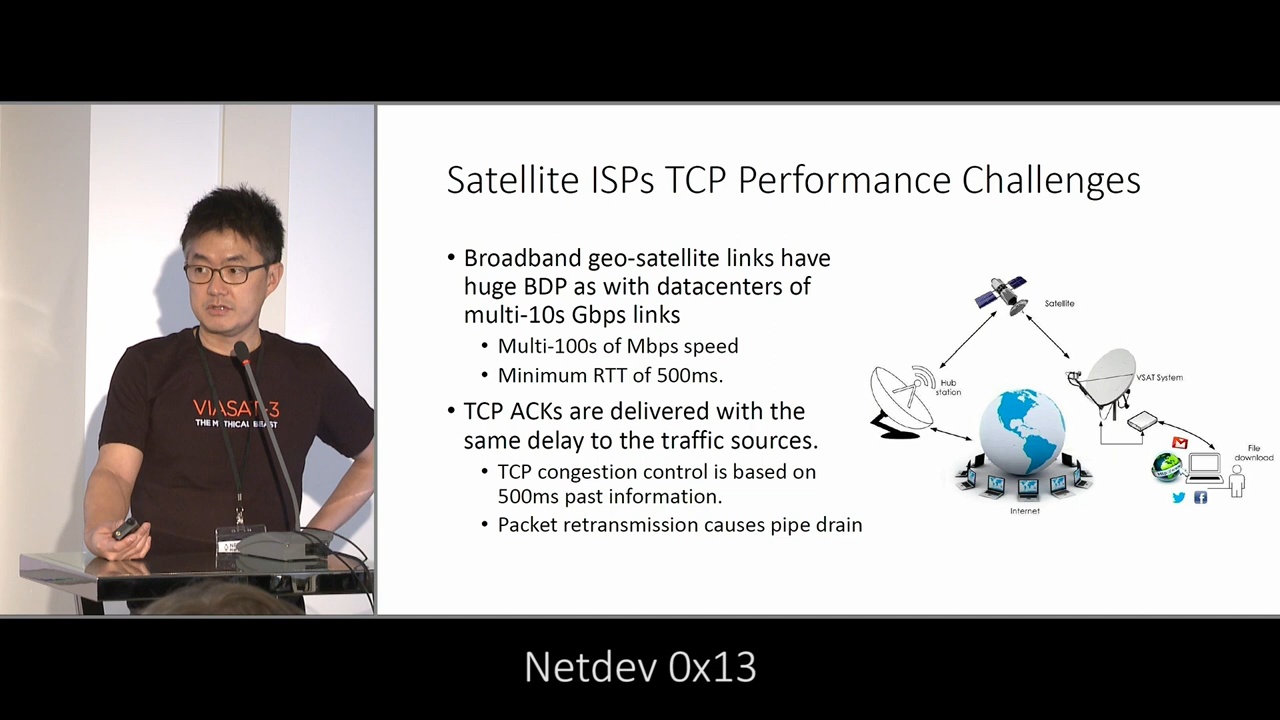 Satellite ISPs TCP Performance Challenges
• Broadband geo-satellite links have
huge BDP as with datacenters of
multi-10s Gbps links
• Multi-100s of Mbps speed
• Minimum RTT of 500ms.
• TCP ACKs are delivered with the
same delay to the traffic sources.
• TCP congestion control is based on
500ms past information.
• Packet retransmission causes pipe drain
Satellite
Hub
station
VSAT System
File
download
Internet
THE
Netdev 0x13